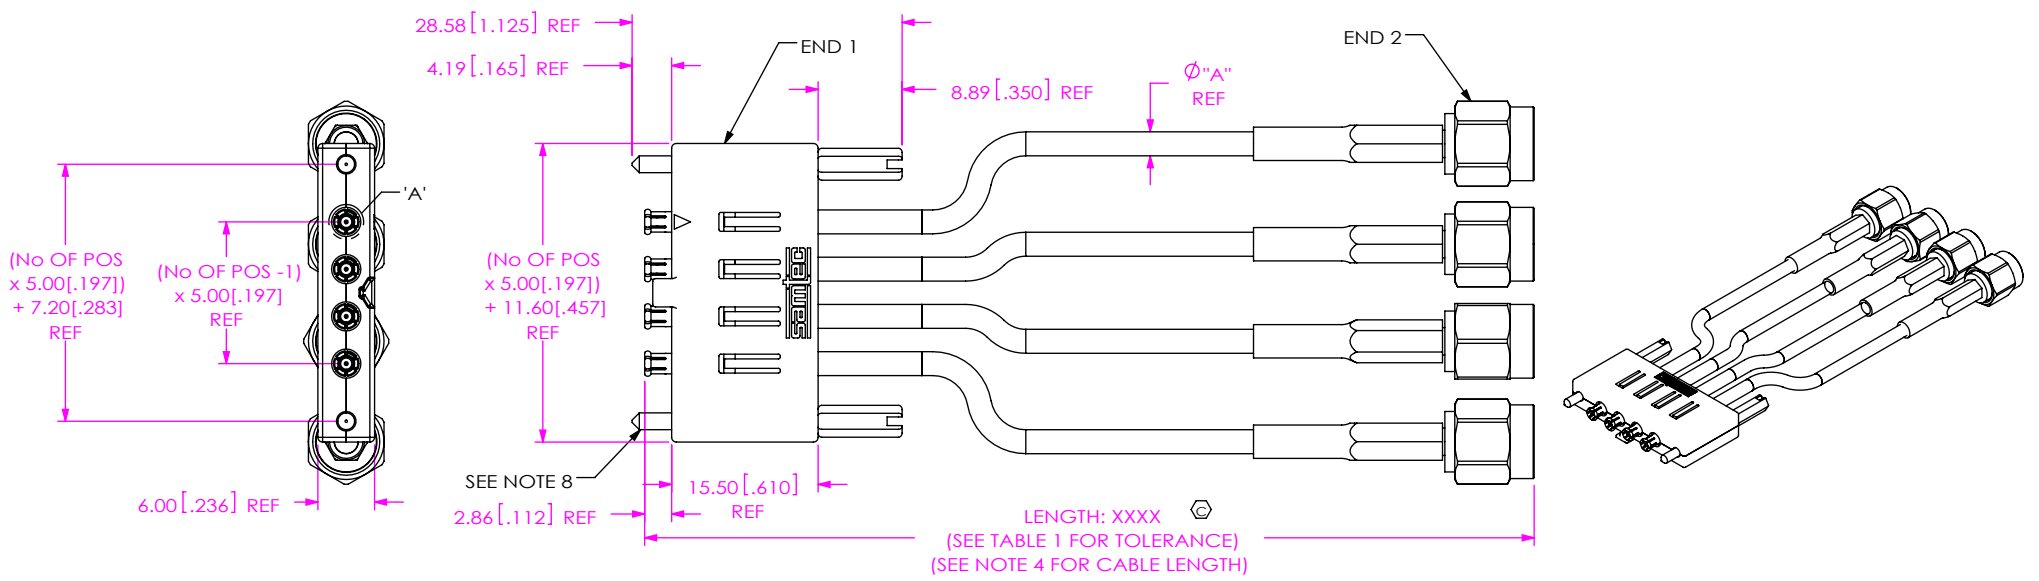 28.58[1.125] REF
4.19[.165] REF
END 1
8.89[.350] REF
Ø"A"
REF
END 2
'A'
(No OF POS
x 5.00[.197])
+ 7.20[.283]
REF
(No OF POS -1)
x 5.00[.197]
REF
(No OF POS
x 5.00[.197])
+ 11.60[.457]
REF
samtec
6.00[.236] REF
SEE NOTE 8
2.86[.112] REF
15.50[.610]
REF
LENGTH: XXXX
C
(SEE TABLE 1 FOR TOLERANCE)
(SEE NOTE 4 FOR CABLE LENGTH)